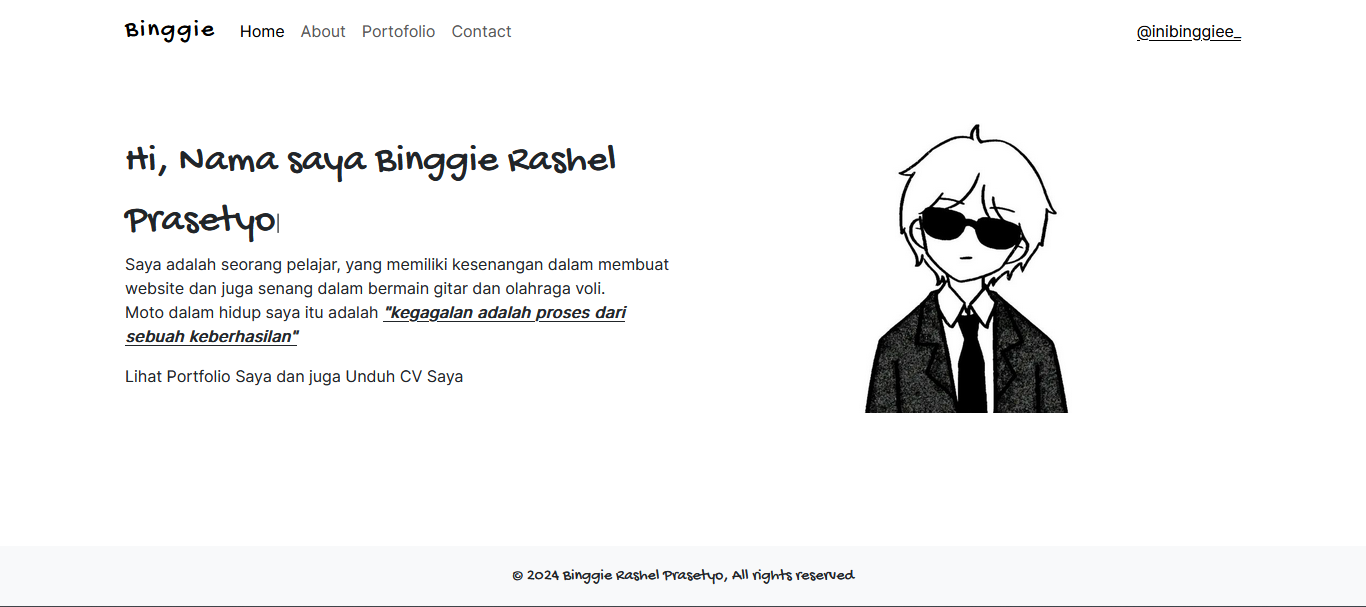 Binggie Home About Portofolio Contact @inibinggiee_
Hi, Nama saya Binggie Rashel
Prasetyo|
Saya adalah seorang pelajar, yang memiliki kesenangan dalam membuat
website dan juga senang dalam bermain gitar dan olahraga voli.
Moto dalam hidup saya itu adalah "kegagalan adalah proses dari
sebuah keberhasilan"
Lihat Portfolio Saya dan juga Unduh CV Saya
© 2024 Binggie Rashel Prasetyo, All rights reserved